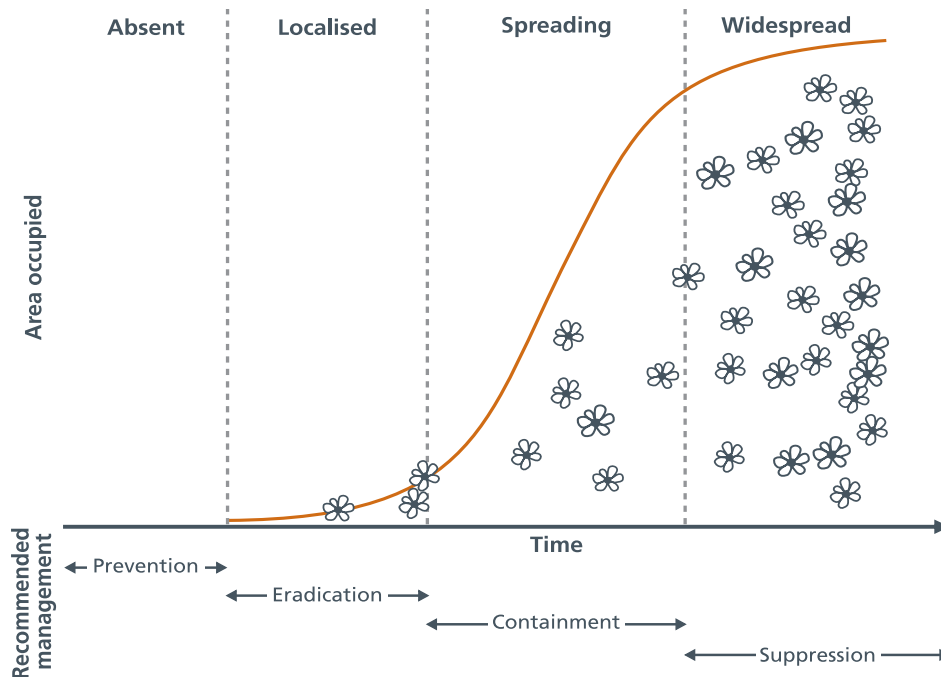 Absent
Localised
Spreading
Widespread
Area occupied
Time
Recommended
management
Prevention
Eradication
Containment
Suppression